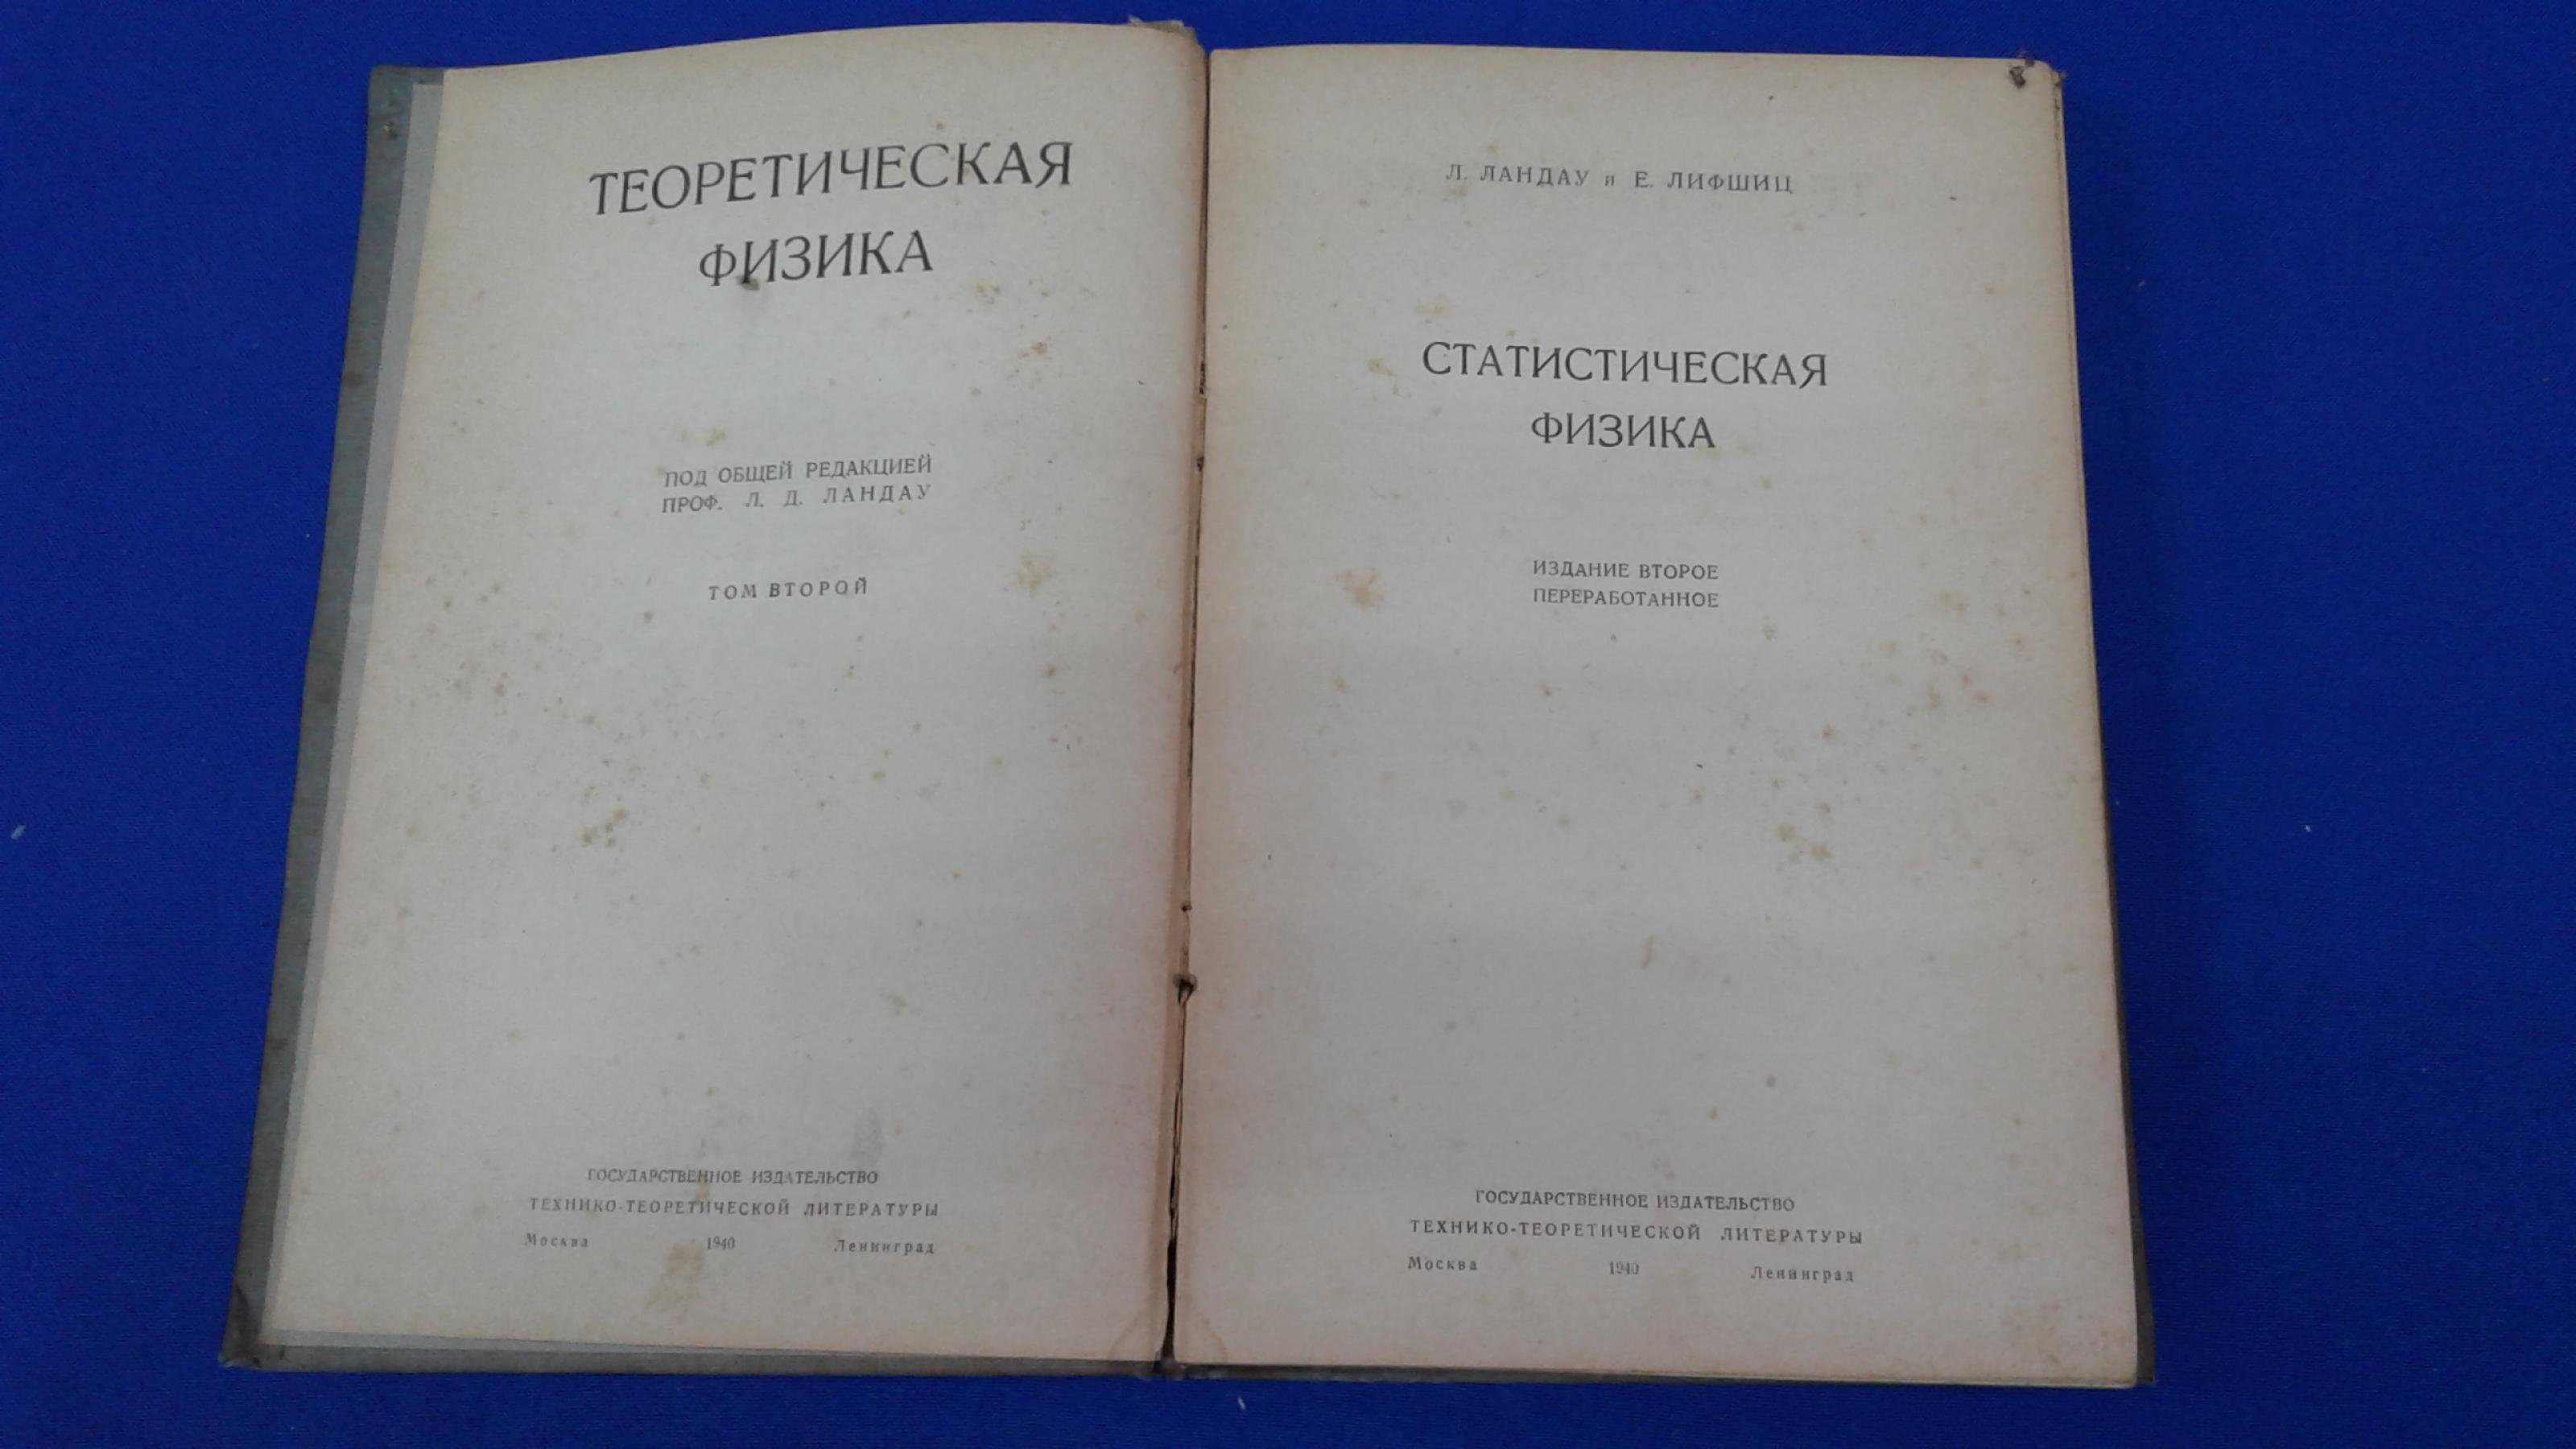 ТЕОРЕТИЧЕСКАЯ
ФИЗИКА
ПОД ОБЩЕЙ РЕДАКЦИЕЙ
ПРОФ. Л. Д. ЛАНДАУ
ТОМ ВТОРОЙ
ГОСУДАРСТВЕННОЕ ИЗДАТЕЛЬСТВО
ТЕХНИКО-ТЕОРЕТИЧЕСКОЙ ЛИТЕРАТУРЫ
Москва 1940 Ленинград
Л. ЛАНДАУ и Е. ЛИФШИЦ
СТАТИСТИЧЕСКАЯ
ФИЗИКА
ИЗДАНИЕ ВТОРОЕ
ПЕРЕРАБОТАННОЕ
ГОСУДАРСТВЕННОЕ ИЗДАТЕЛЬСТВО
ТЕХНИКО-ТЕОРЕТИЧЕСКОЙ ЛИТЕРАТУРЫ
Москва 1940 Ленинград